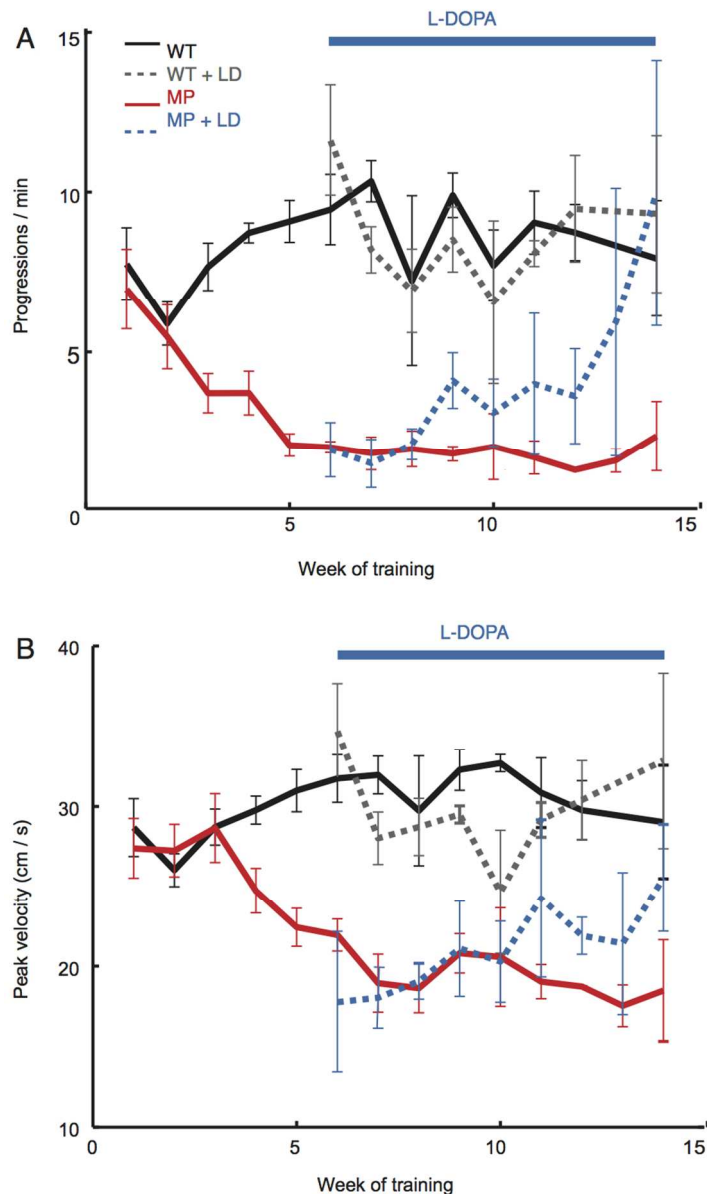 A
L-DOPA
15
WT
WT + LD
MP
MP + LD
10
Progressions / min
5
0
5
10
15
Week of training
B
L-DOPA
40
30
Peak velocity (cm / s)
20
10
0
5
10
15
Week of training